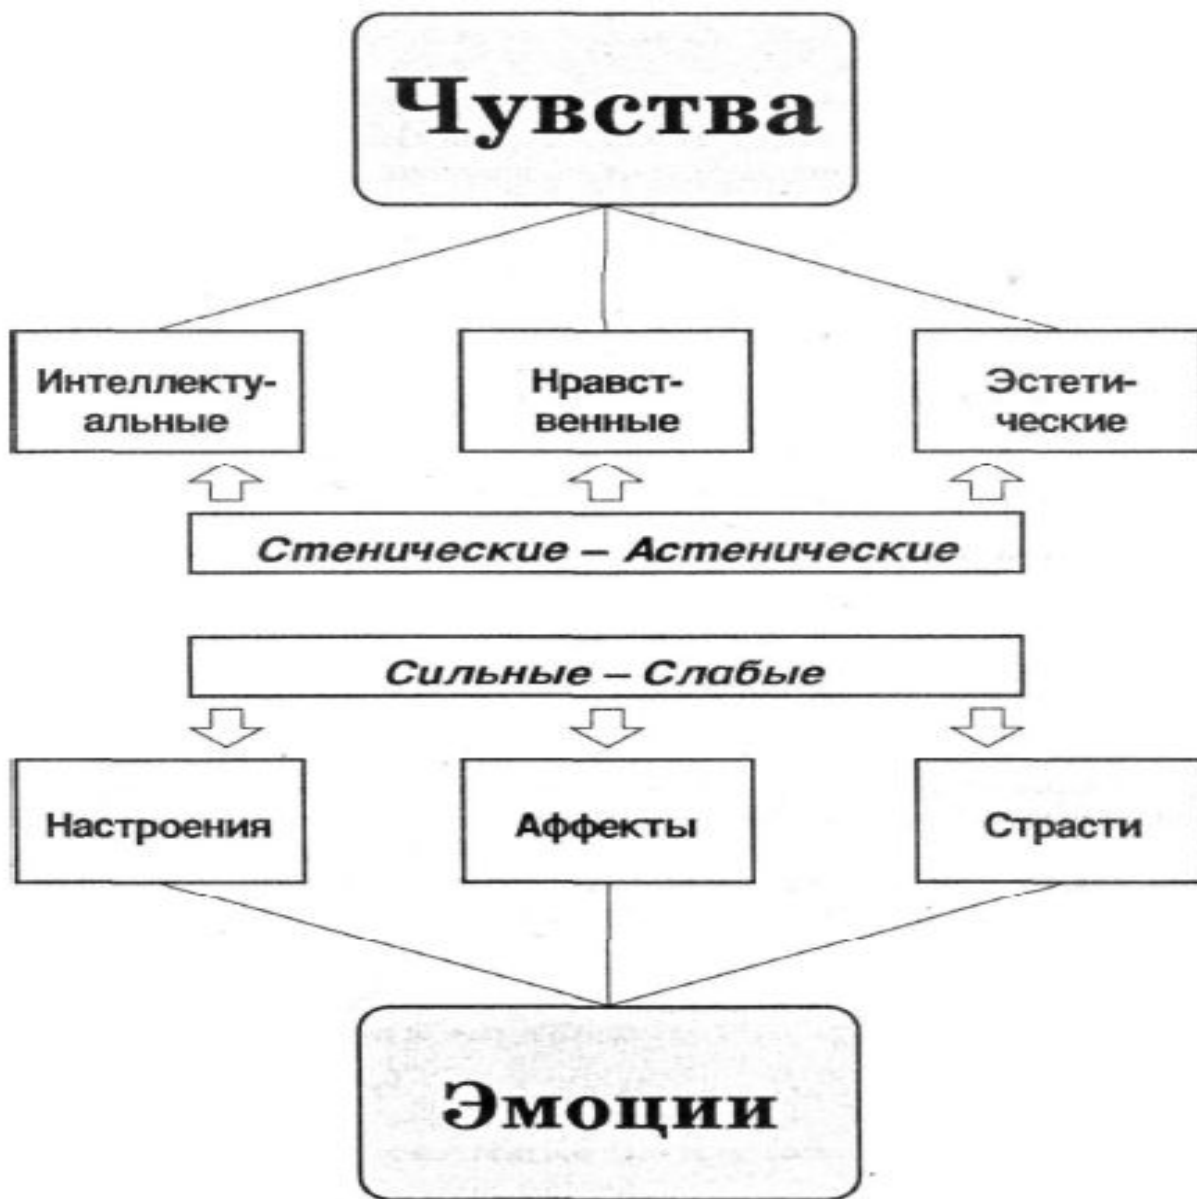 Чувства
Интеллекту-
альные
Нравст-
венные
Эстети-
ческие
Стенические – Астенические
Сильные – Слабые
Настроения
Аффекты
Страсти
Эмоции